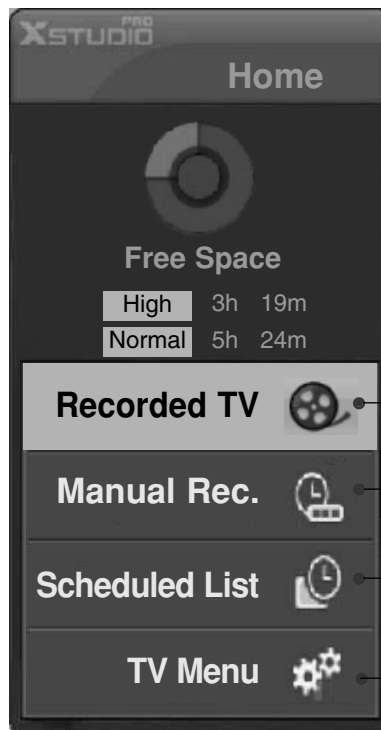 XSTUDIO PRO
Home
Free Space
High 3h 19m
Normal 5h 24m
Recorded TV
Manual Rec.
Scheduled List
TV Menu